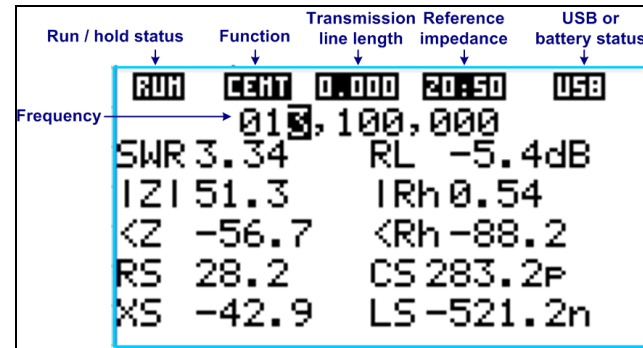 Run / hold status Function Transmission line length Reference impedance USB or battery status
RUN CENT 0.000 20:50 USB
Frequency 013,100,000
SWR 3.34 RL -5.4dB
|Z| 51.3 |Rh 0.54
<Z -56.7 <Rh -88.2
RS 28.2 CS 283.2p
XS -42.9 LS -521.2n